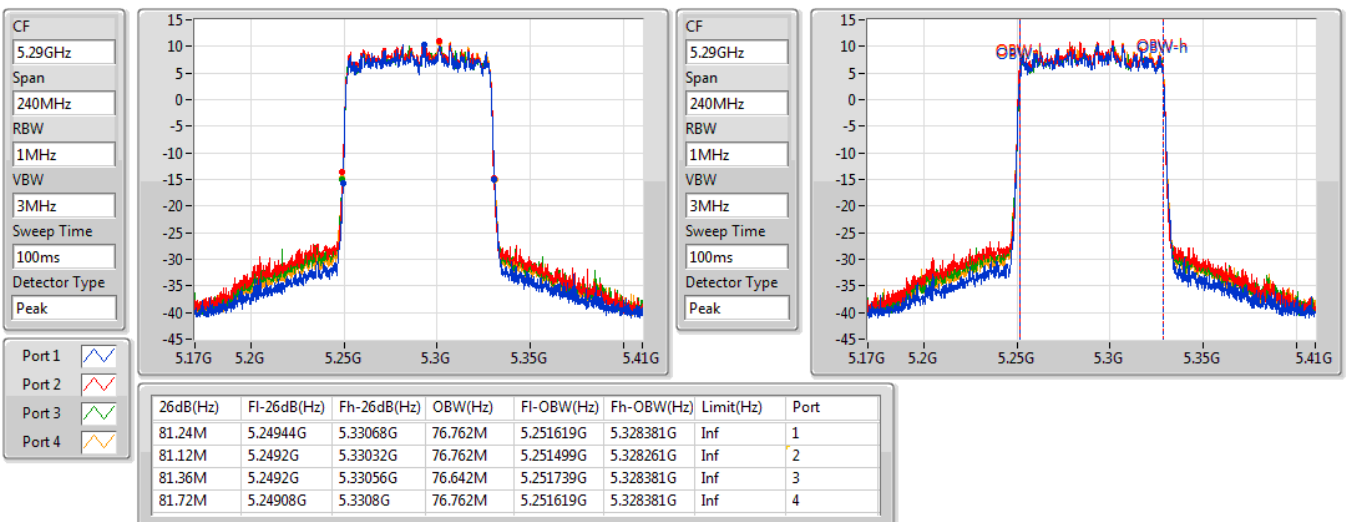 CF
5.29GHz
Span
240MHz
RBW
1MHz
VBW
3MHz
Sweep Time
100ms
Detector Type
Peak
15
10
5
0
-5
-10
-15
-20
-25
-30
-35
-40
-45
5.17G 5.2G 5.25G 5.3G 5.35G 5.41G
CF
5.29GHz
Span
240MHz
RBW
1MHz
VBW
3MHz
Sweep Time
100ms
Detector Type
Peak
15
10
5
0
-5
-10
-15
-20
-25
-30
-35
-40
-45
OBW-h
5.17G 5.2G 5.25G 5.3G 5.35G 5.41G
Port 1
Port 2
Port 3
Port 4
26dB(Hz) Fl-26dB(Hz) Fh-26dB(Hz) OBW(Hz) Fl-OBW(Hz) Fh-OBW(Hz) Limit(Hz) Port
81.24M 5.24944G 5.33068G 76.762M 5.251619G 5.328381G Inf 1
81.12M 5.2492G 5.33032G 76.762M 5.251499G 5.328261G Inf 2
81.36M 5.2492G 5.33056G 76.642M 5.251739G 5.328381G Inf 3
81.72M 5.24908G 5.3308G 76.762M 5.251619G 5.328381G Inf 4